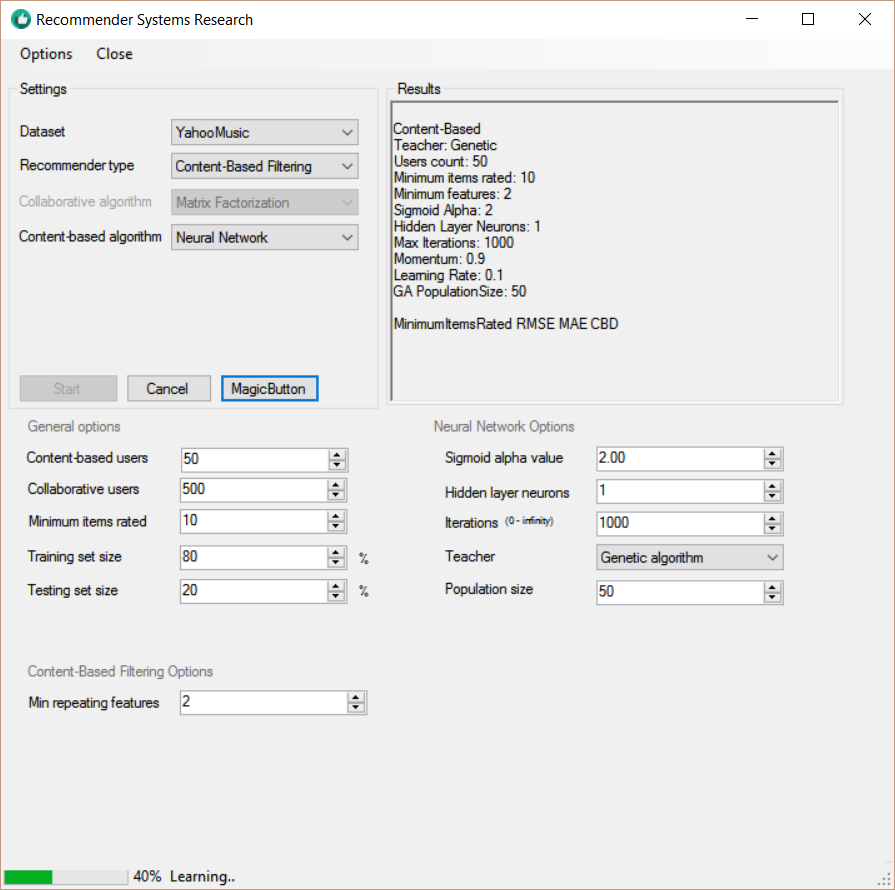 Recommender Systems Research
Options Close
Settings
Dataset YahooMusic
Recommender type Content-Based Filtering
Collaborative algorithm Matrix Factorization
Content-based algorithm Neural Network
Start Cancel MagicButton
Results
Content-Based
Teacher: Genetic
Users count: 50
Minimum items rated: 10
Minimum features: 2
Sigmoid Alpha: 2
Hidden Layer Neurons: 1
Max Iterations: 1000
Momentum: 0.9
Learning Rate: 0.1
GA PopulationSize: 50
MinimumItemsRated RMSE MAE CBD
General options
Content-based users 50
Collaborative users 500
Minimum items rated 10
Training set size 80 %
Testing set size 20 %
Neural Network Options
Sigmoid alpha value 2.00
Hidden layer neurons 1
Iterations (0 - infinity) 1000
Teacher Genetic algorithm
Population size 50
Content-Based Filtering Options
Min repeating features 2
40% Learning..